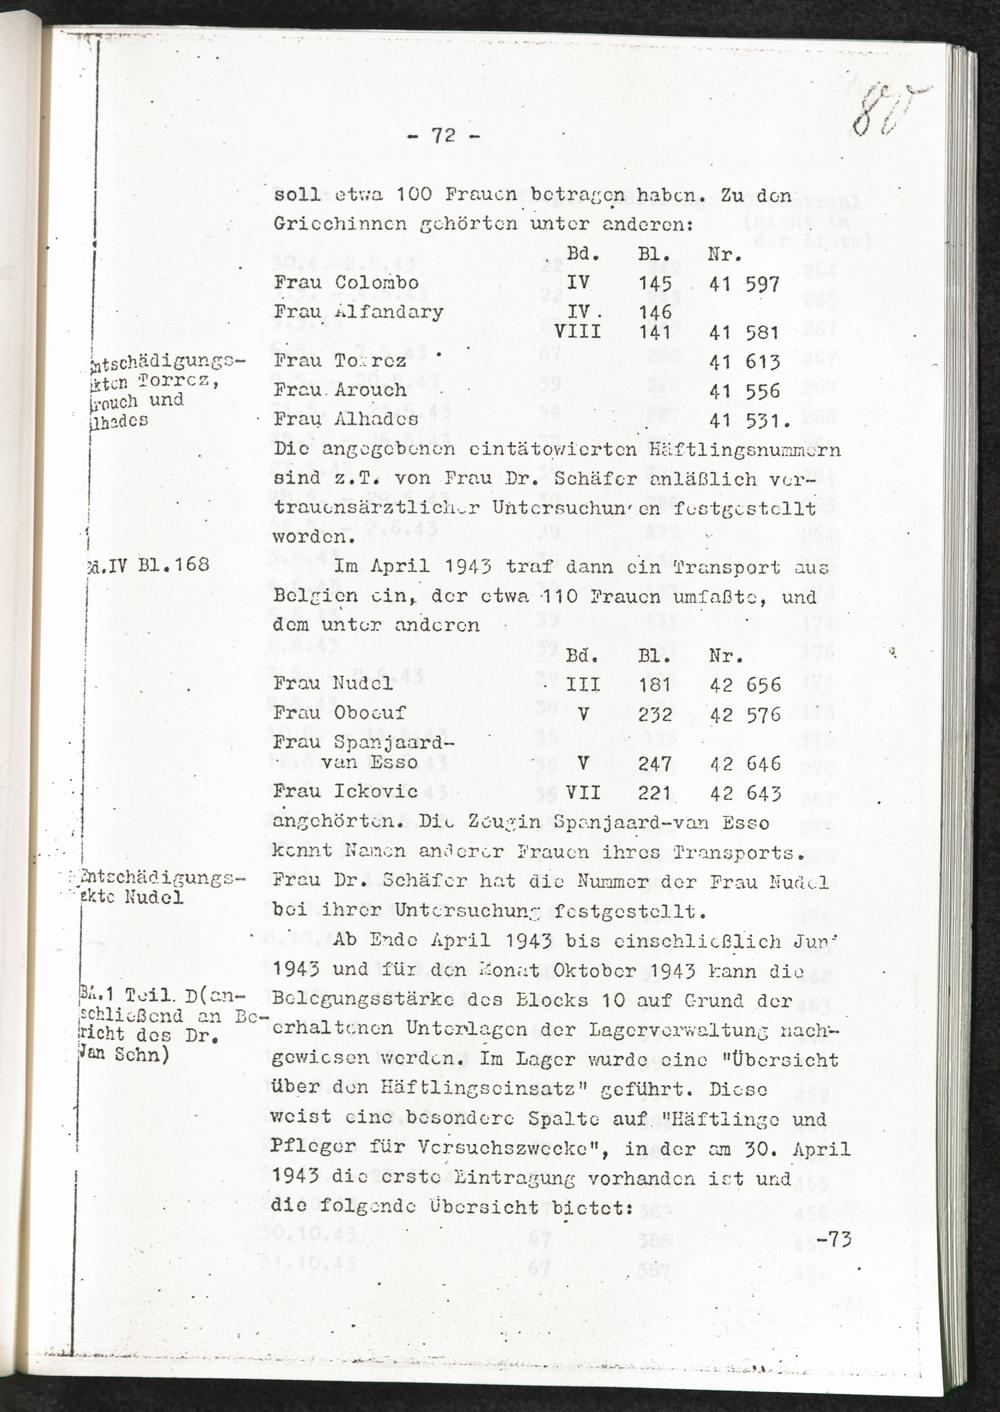 80
- 72 -
soll etwa 100 Frauen betragen haben. Zu den
Griechinnen gehörten unter anderen:
Bd. Bl. Nr.
Frau Colombo IV 145 41 597
Frau Alfandary IV. 146
VIII 141 41 581
Entschädigungs-
akten Torrez,
Arouch und
Alhades
Frau Torrez 41 613
Frau Arouch 41 556
Frau Alhades 41 531.
Die angegebenen eintätowierten Häftlingsnummern
sind z.T. von Frau Dr. Schäfer anläßlich ver-
trauensärztlicher Untersuchungen festgestellt
worden.
Bd.IV Bl.168
Im April 1943 traf dann ein Transport aus
Belgien ein, der etwa 110 Frauen umfaßte, und
dem unter anderen
Bd. Bl. Nr.
Frau Nudel III 181 42 656
Frau Oboeuf V 232 42 576
Frau Spanjaard-
van Esso V 247 42 646
Frau Ickovic VII 221 42 643
angehörten. Die Zeugin Spanjaard-van Esso
kennt Namen anderer Frauen ihres Transports.
Entschädigungs-
akte Nudel
Frau Dr. Schäfer hat die Nummer der Frau Nudel
bei ihrer Untersuchung festgestellt.
Ab Ende April 1943 bis einschließlich Juni
1943 und für den Monat Oktober 1943 kann die
BA.1 Teil. D(an-
schließend an Be-
richt des Dr.
Jan Sehn)
Belegungsstärke des Blocks 10 auf Grund der
erhaltenen Unterlagen der Lagerverwaltung nach-
gewiesen werden. Im Lager wurde eine "Übersicht
über den Häftlingseinsatz" geführt. Diese
weist eine besondere Spalte auf "Häftlinge und
Pfleger für Versuchszwecke", in der am 30. April
1943 die erste Eintragung vorhanden ist und
die folgende Übersicht bietet:
-73